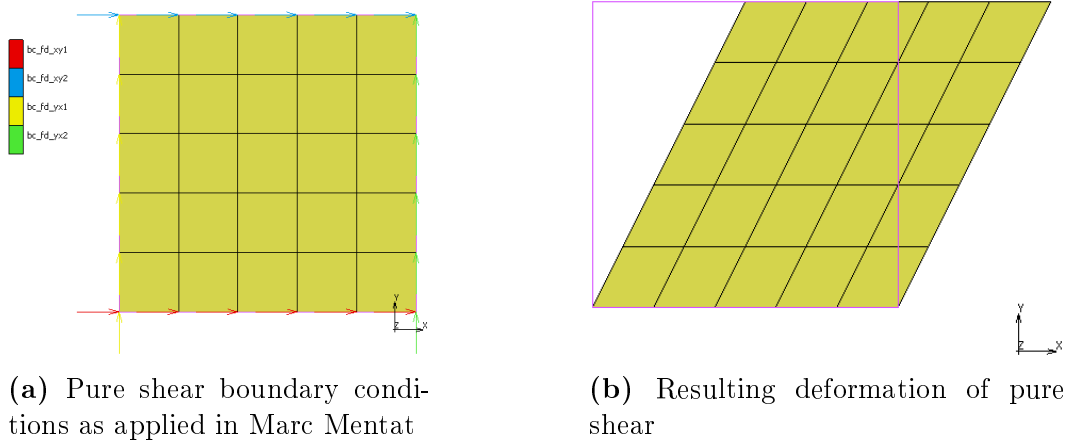 bc_fd_xy1
bc_fd_xy2
bc_fd_yx1
bc_fd_yx2
Y
Z
X
Y
Z
X
(a) Pure shear boundary condi-
tions as applied in Marc Mentat
(b) Resulting deformation of pure
shear